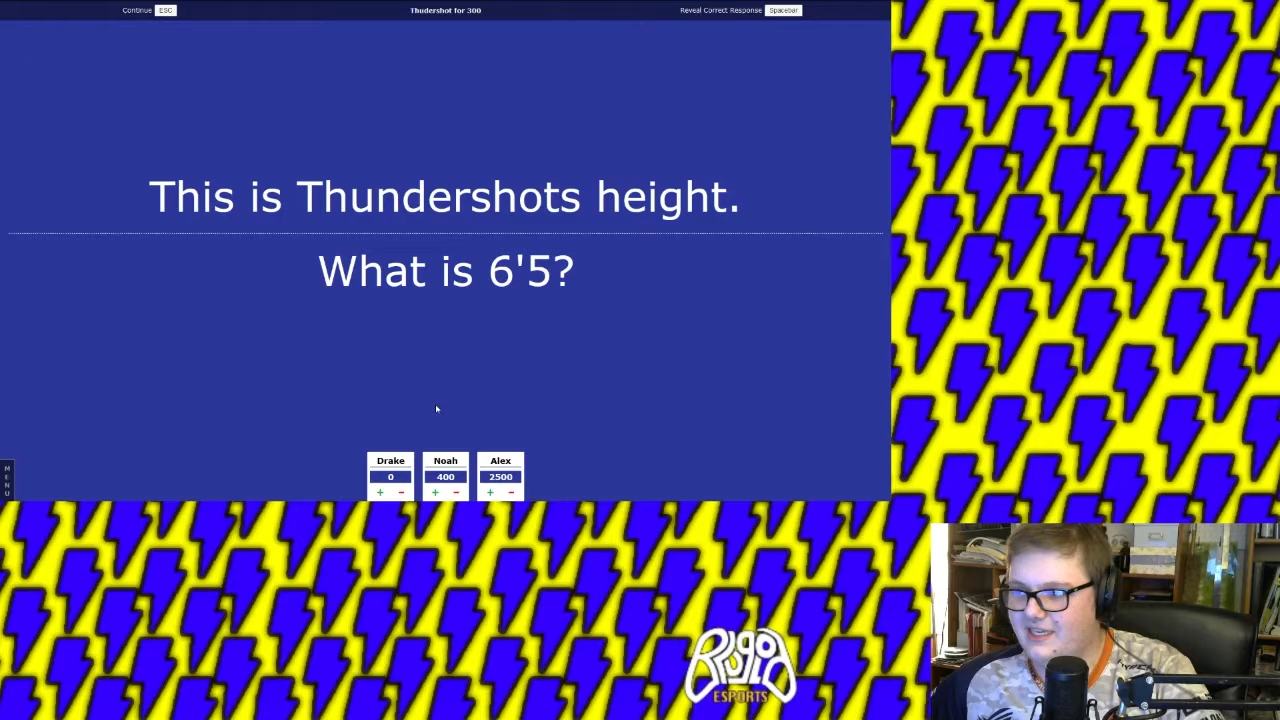 Continue ESC Thudershot for 300 Reveal Correct Response Spacebar
This is Thundershots height.
What is 6'5?
MENU
Drake Noah Alex
0 400 2500
+ − + − + −
ESPORTS